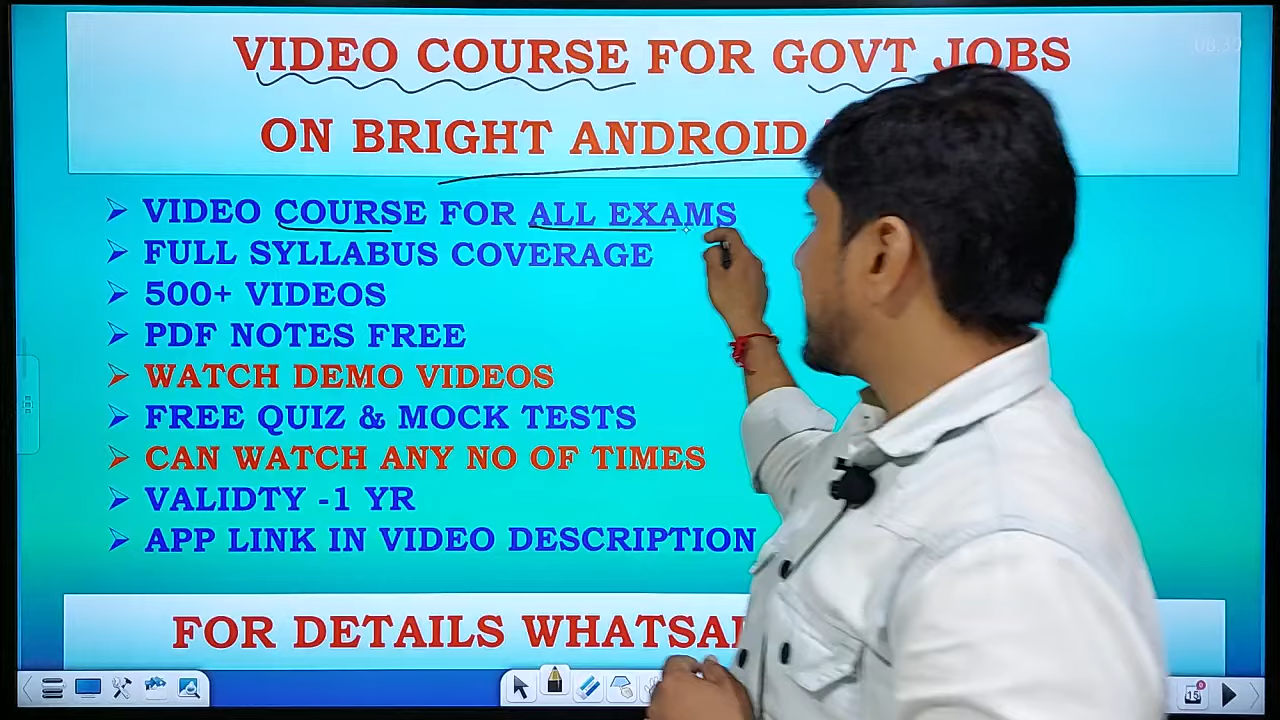 VIDEO COURSE FOR GOVT JOBS
ON BRIGHT ANDROID
VIDEO COURSE FOR ALL EXAMS
FULL SYLLABUS COVERAGE
500+ VIDEOS
PDF NOTES FREE
WATCH DEMO VIDEOS
FREE QUIZ & MOCK TESTS
CAN WATCH ANY NO OF TIMES
VALIDTY -1 YR
APP LINK IN VIDEO DESCRIPTION
FOR DETAILS